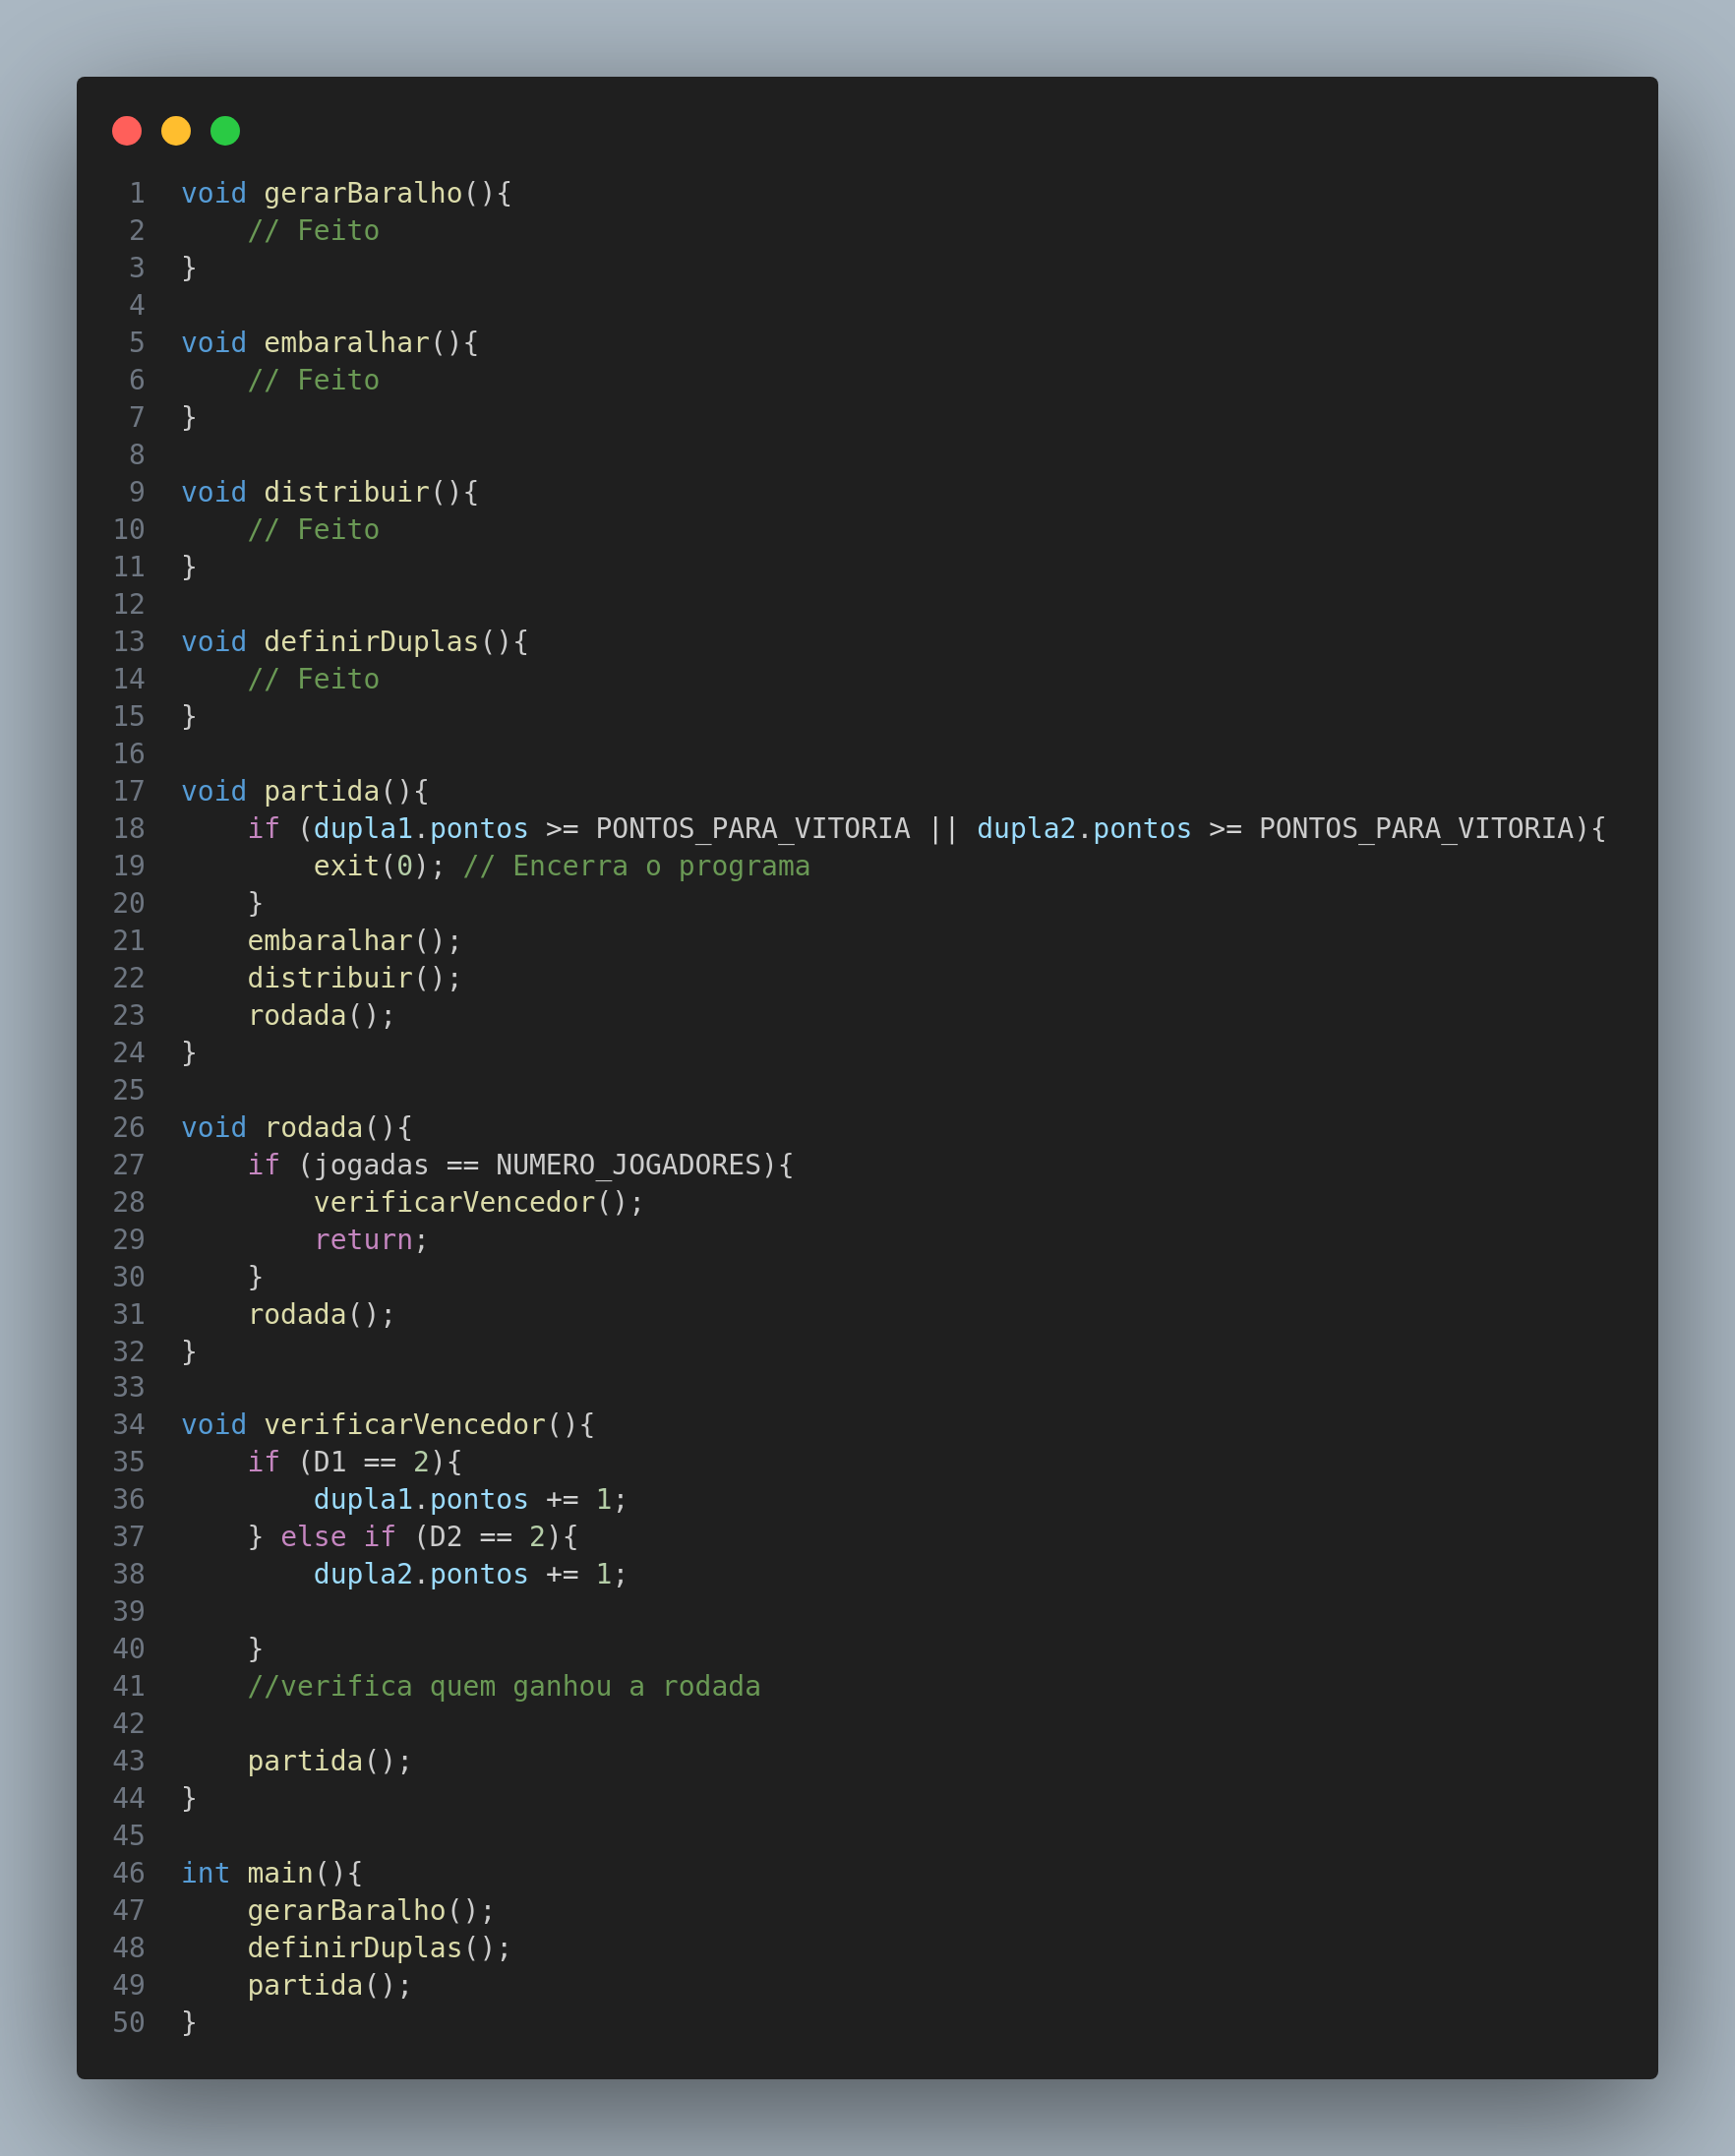 1 void gerarBaralho(){
2     // Feito
3 }
4
5 void embaralhar(){
6     // Feito
7 }
8
9 void distribuir(){
10     // Feito
11 }
12
13 void definirDuplas(){
14     // Feito
15 }
16
17 void partida(){
18     if (dupla1.pontos >= PONTOS_PARA_VITORIA || dupla2.pontos >= PONTOS_PARA_VITORIA){
19         exit(0); // Encerra o programa
20     }
21     embaralhar();
22     distribuir();
23     rodada();
24 }
25
26 void rodada(){
27     if (jogadas == NUMERO_JOGADORES){
28         verificarVencedor();
29         return;
30     }
31     rodada();
32 }
33
34 void verificarVencedor(){
35     if (D1 == 2){
36         dupla1.pontos += 1;
37     } else if (D2 == 2){
38         dupla2.pontos += 1;
39
40     }
41     //verifica quem ganhou a rodada
42
43     partida();
44 }
45
46 int main(){
47     gerarBaralho();
48     definirDuplas();
49     partida();
50 }